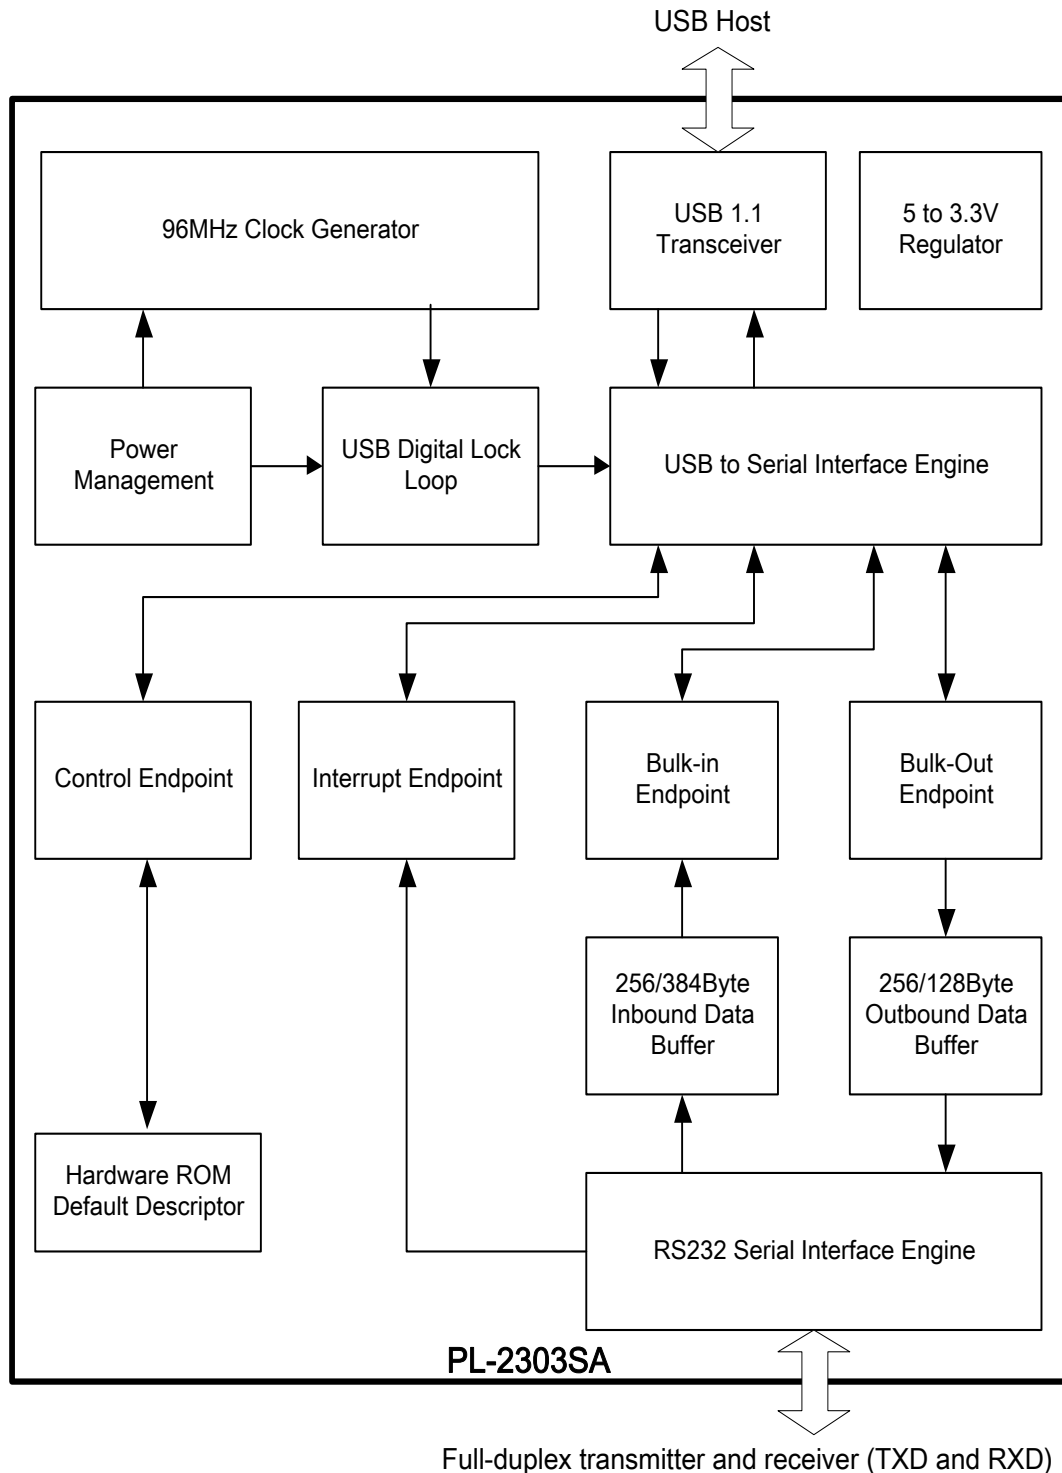 USB Host
96MHz Clock Generator
USB 1.1
Transceiver
5 to 3.3V
Regulator
Power
Management
USB Digital Lock
Loop
USB to Serial Interface Engine
Control Endpoint
Interrupt Endpoint
Bulk-in
Endpoint
Bulk-Out
Endpoint
256/384Byte
Inbound Data
Buffer
256/128Byte
Outbound Data
Buffer
Hardware ROM
Default Descriptor
RS232 Serial Interface Engine
PL-2303SA
Full-duplex transmitter and receiver (TXD and RXD)